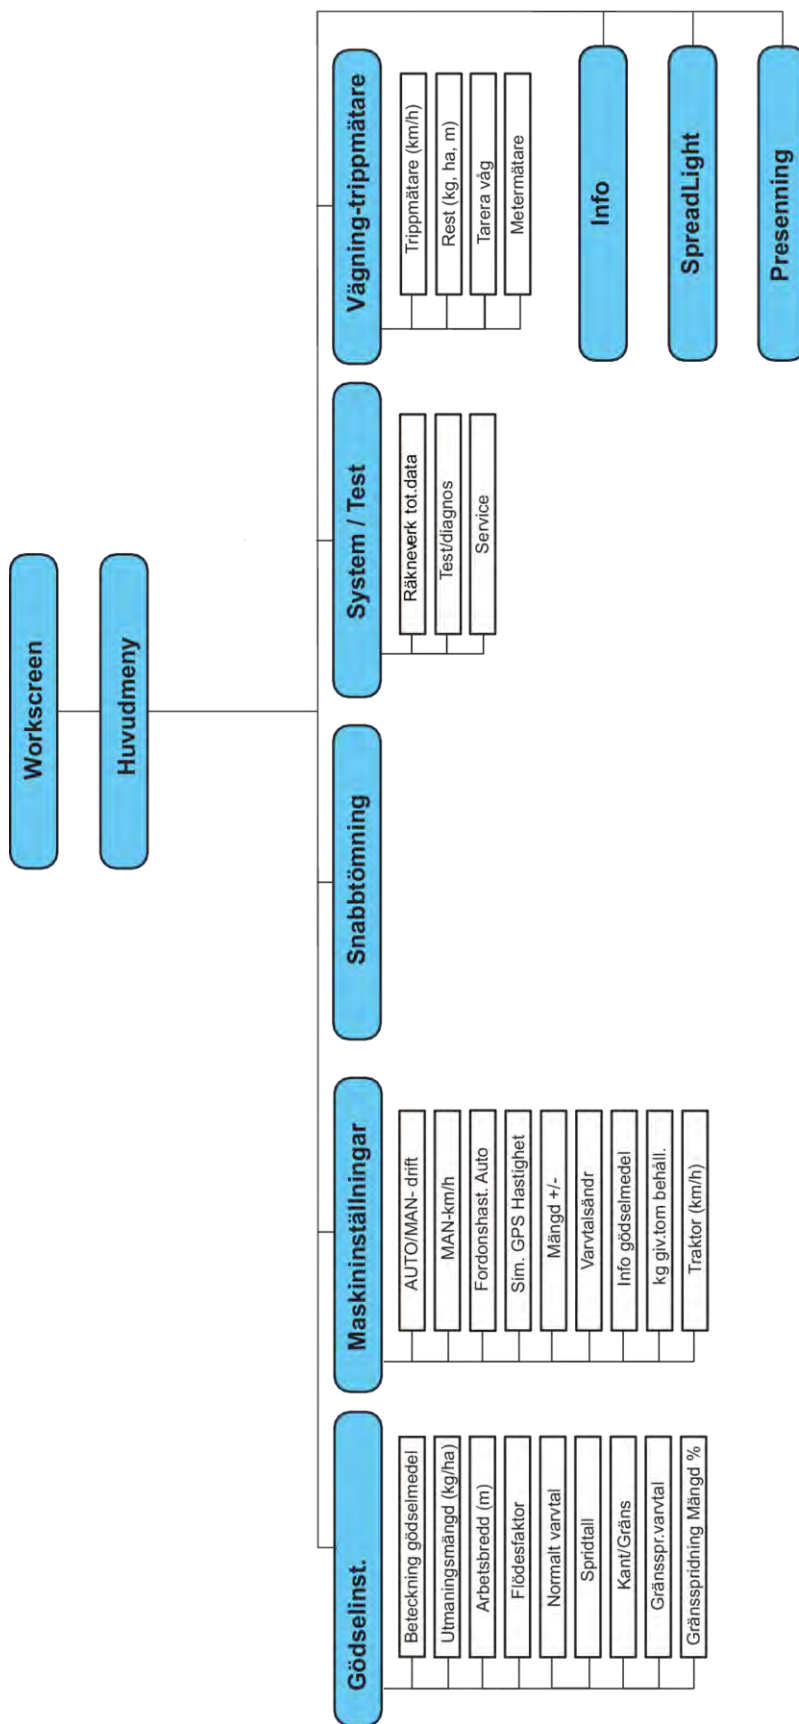 Workscreen
Huvudmeny
Gödselinst.
Beteckning gödselmedel
Utmaningsmängd (kg/ha)
Arbetsbredd (m)
Flödesfaktor
Normalt varvtal
Spridtall
Kant/Gräns
Gränsspr.varvtal
Gränsspridning Mängd %
Maskininställningar
AUTO/MAN- drift
MAN-km/h
Fordonshast. Auto
Sim. GPS Hastighet
Mängd +/-
Varvtalsändr
Info gödselmedel
kg giv.tom behåll.
Traktor (km/h)
Snabbtömning
System / Test
Räkneverk tot.data
Test/diagnos
Service
Vägning-trippmätare
Trippmätare (km/h)
Rest (kg, ha, m)
Tarera våg
Metermätare
Info
SpreadLight
Presenning